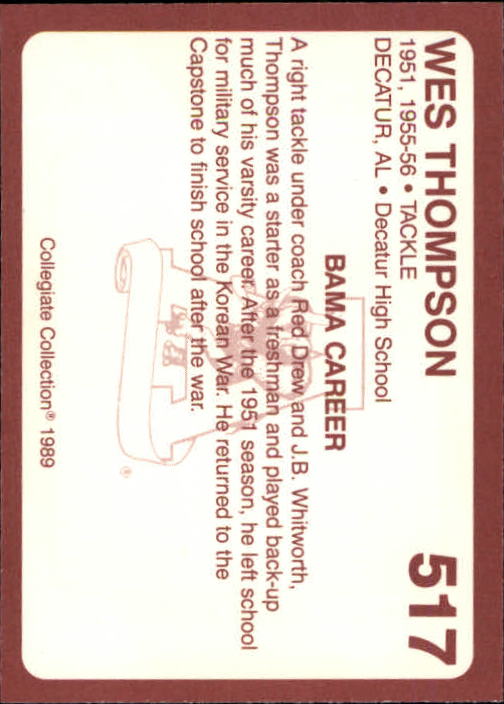 WES THOMPSON 517
1951, 1955-56 • TACKLE
DECATUR, AL • Decatur High School
BAMA CAREER
A right tackle under coach Red Drew and J.B. Whitworth,
Thompson was a starter as a freshman and played back-up
much of his varsity career. After the 1951 season, he left school
for military service in the Korean War. He returned to the
Capstone to finish school after the war.
Collegiate Collection® 1989
®